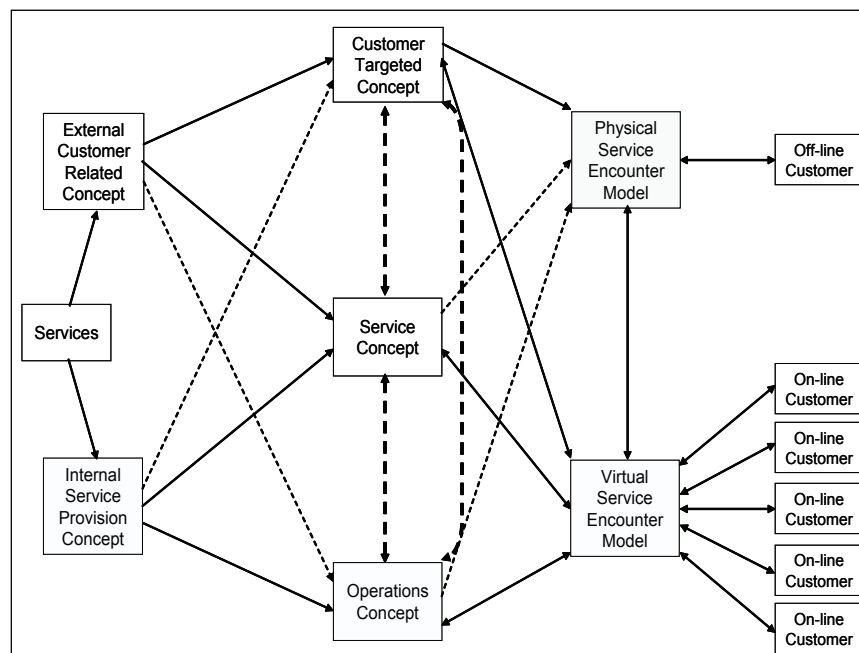 Customer
Targeted
Concept
External
Customer
Related
Concept
Physical
Service
Encounter
Model
Off-line
Customer
Services
Service
Concept
On-line
Customer
On-line
Customer
Internal
Service
Provision
Concept
Virtual
Service
Encounter
Model
On-line
Customer
On-line
Customer
Operations
Concept
On-line
Customer